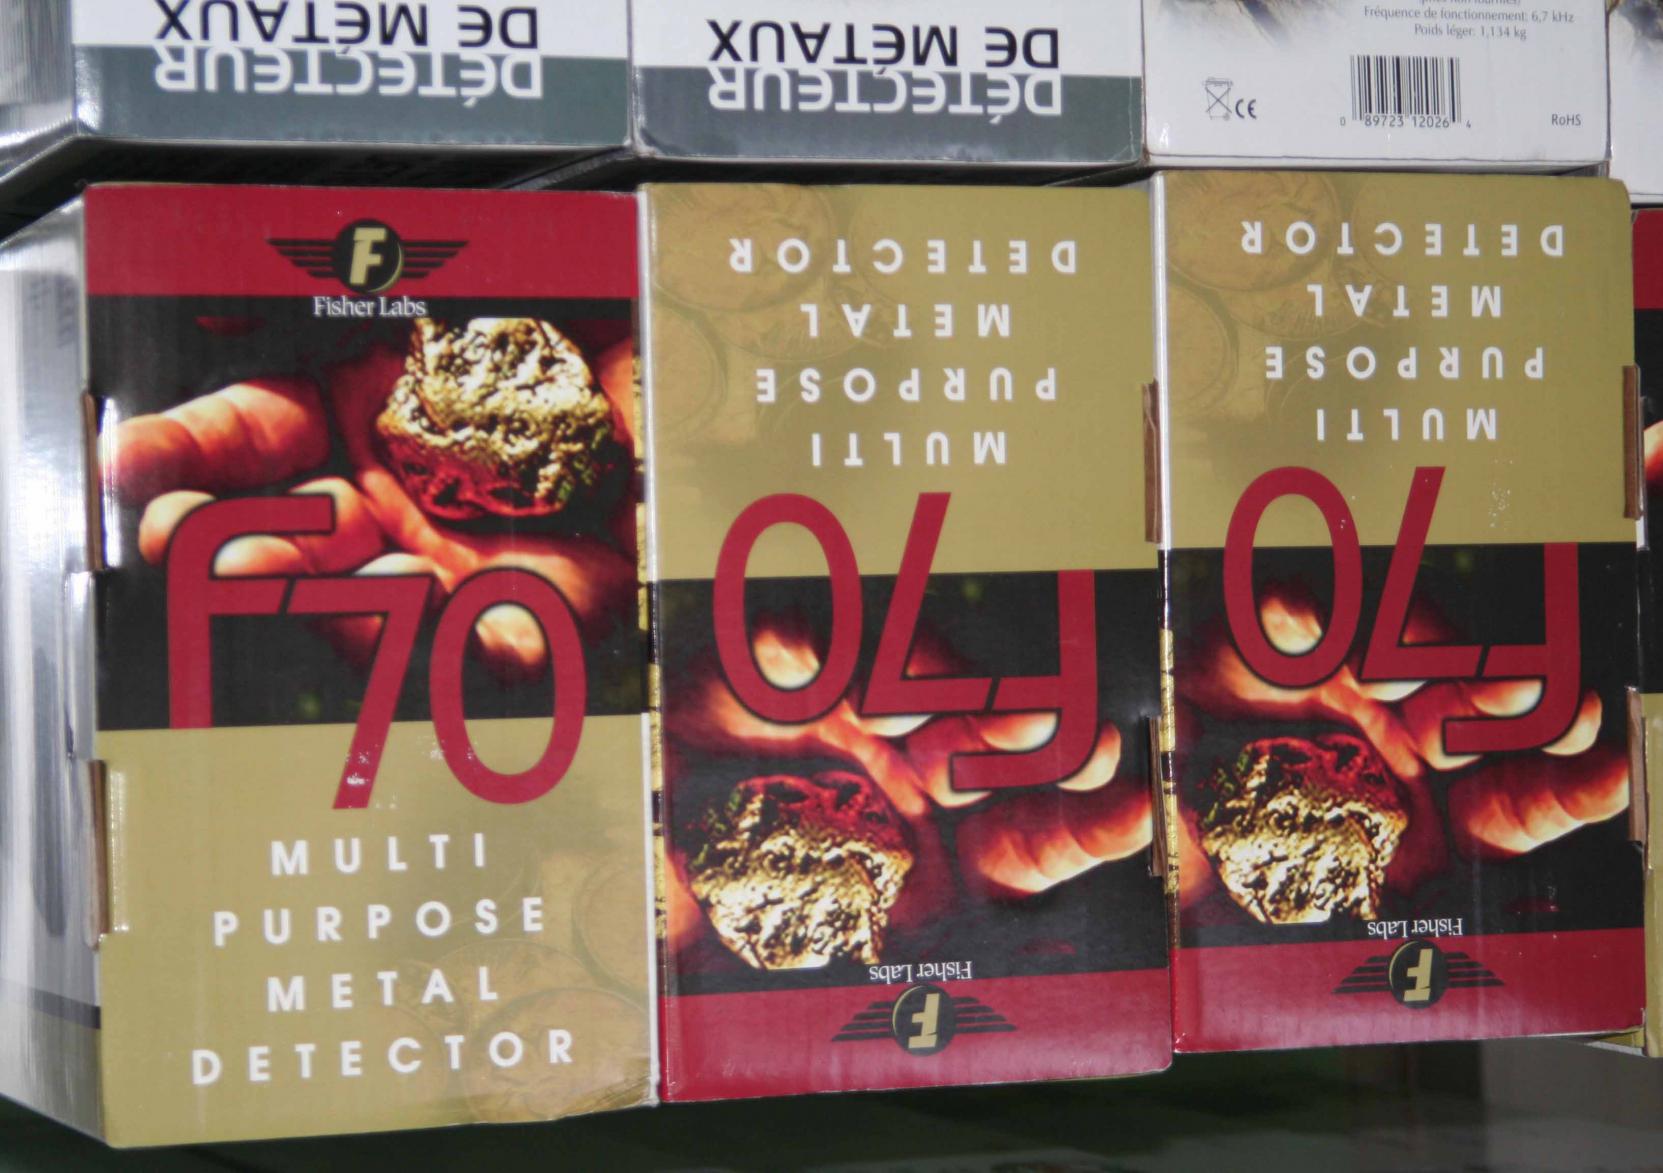 DE MÉTAUX
DÉTECTEUR
DE MÉTAUX
DÉTECTEUR
Fréquence de fonctionnement: 6,7 kHz
Poids léger: 1,134 kg
CE
0 89723 12026 4
RoHS
F
Fisher Labs
F70
MULTI
PURPOSE
METAL
DETECTOR
F
Fisher Labs
F70
MULTI
PURPOSE
METAL
DETECTOR
F
Fisher Labs
F70
MULTI
PURPOSE
METAL
DETECTOR